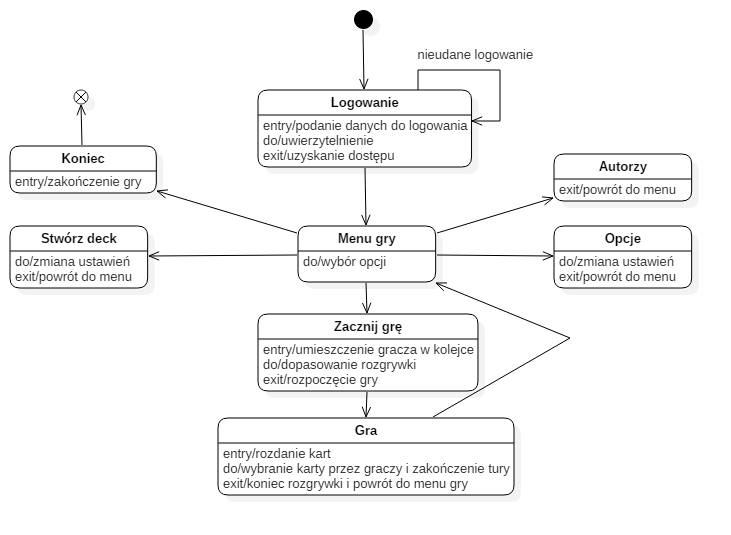 nieudane logowanie
Logowanie
entry/podanie danych do logowania
do/uwierzytelnienie
exit/uzyskanie dostępu
Koniec
entry/zakończenie gry
Autorzy
exit/powrót do menu
Stwórz deck
do/zmiana ustawień
exit/powrót do menu
Menu gry
do/wybór opcji
Opcje
do/zmiana ustawień
exit/powrót do menu
Zacznij grę
entry/umieszczenie gracza w kolejce
do/dopasowanie rozgrywki
exit/rozpoczęcie gry
Gra
entry/rozdanie kart
do/wybranie karty przez graczy i zakończenie tury
exit/koniec rozgrywki i powrót do menu gry